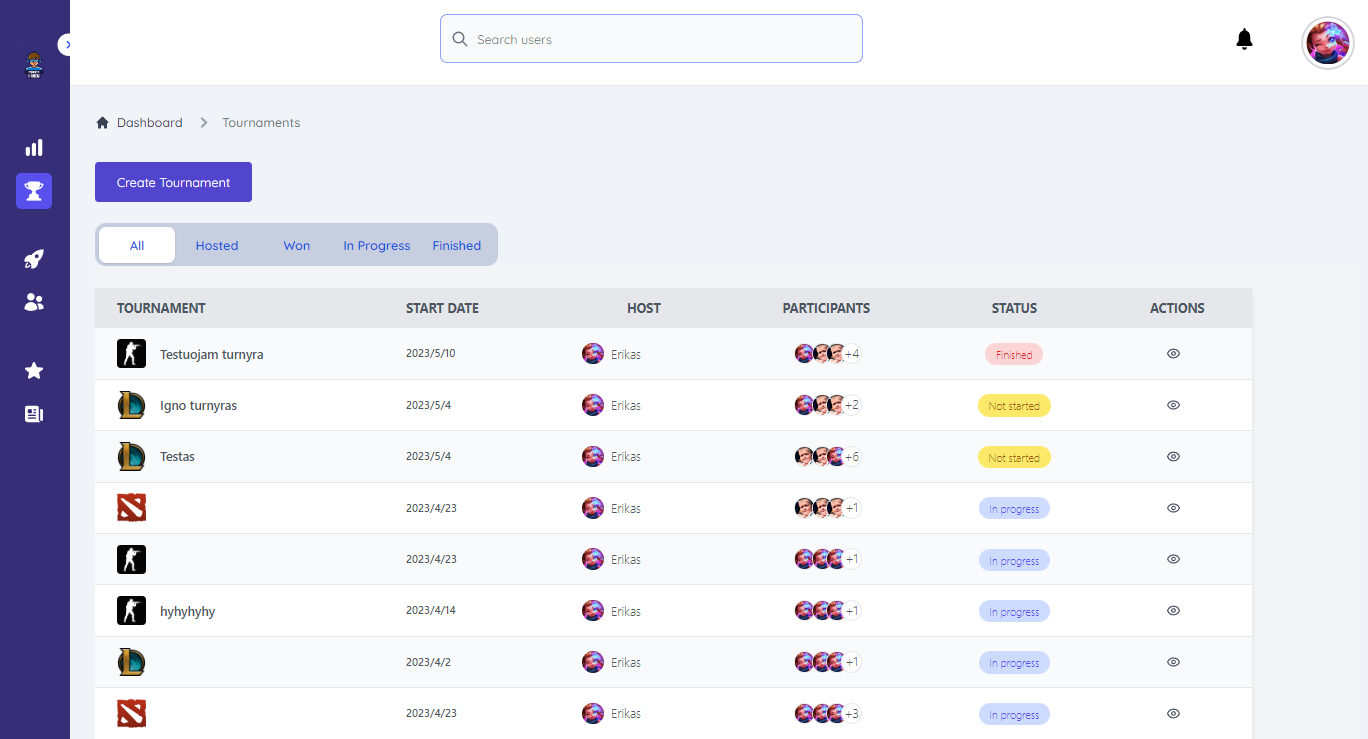 Search users
Dashboard Tournaments
Create Tournament
All Hosted Won In Progress Finished
TOURNAMENT START DATE HOST PARTICIPANTS STATUS ACTIONS
Testuojam turnyra 2023/5/10 Erikas +4 Finished
Igno turnyras 2023/5/4 Erikas +2 Not started
Testas 2023/5/4 Erikas +6 Not started
2023/4/23 Erikas +1 In progress
2023/4/23 Erikas +1 In progress
hyhyhyhy 2023/4/14 Erikas +1 In progress
2023/4/2 Erikas +1 In progress
2023/4/23 Erikas +3 In progress